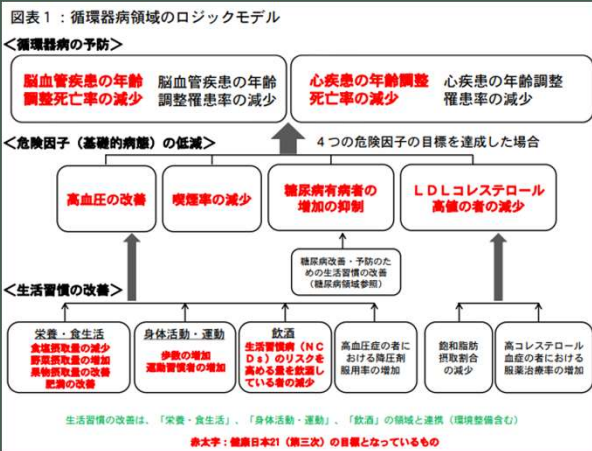 図表１：循環器病領域のロジックモデル
＜循環器病の予防＞
脳血管疾患の年齢
調整死亡率の減少
脳血管疾患の年齢
調整罹患率の減少
心疾患の年齢調整
死亡率の減少
心疾患の年齢調整
罹患率の減少
＜危険因子（基礎的病態）の低減＞
４つの危険因子の目標を達成した場合
高血圧の改善
喫煙率の減少
糖尿病有病者の
増加の抑制
ＬＤＬコレステロール
高値の者の減少
糖尿病改善・予防のた
めの生活習慣の改善
（糖尿病領域参照）
＜生活習慣の改善＞
栄養・食生活
食塩摂取量の減少
野菜摂取量の増加
果物摂取量の改善
肥満の改善
身体活動・運動
歩数の増加
運動習慣者の増加
飲酒
生活習慣病（ＮＣ
Ｄｓ）のリスクを
高める量を飲酒し
ている者の減少
高血圧症の者に
おける降圧剤
服用率の増加
飽和脂肪
摂取割合
の減少
高コレステロール
血症の者における
服薬治療率の増加
生活習慣の改善は、「栄養・食生活」、「身体活動・運動」、「飲酒」の領域と連携（環境整備含む）
赤太字：健康日本21（第三次）の目標となっているもの